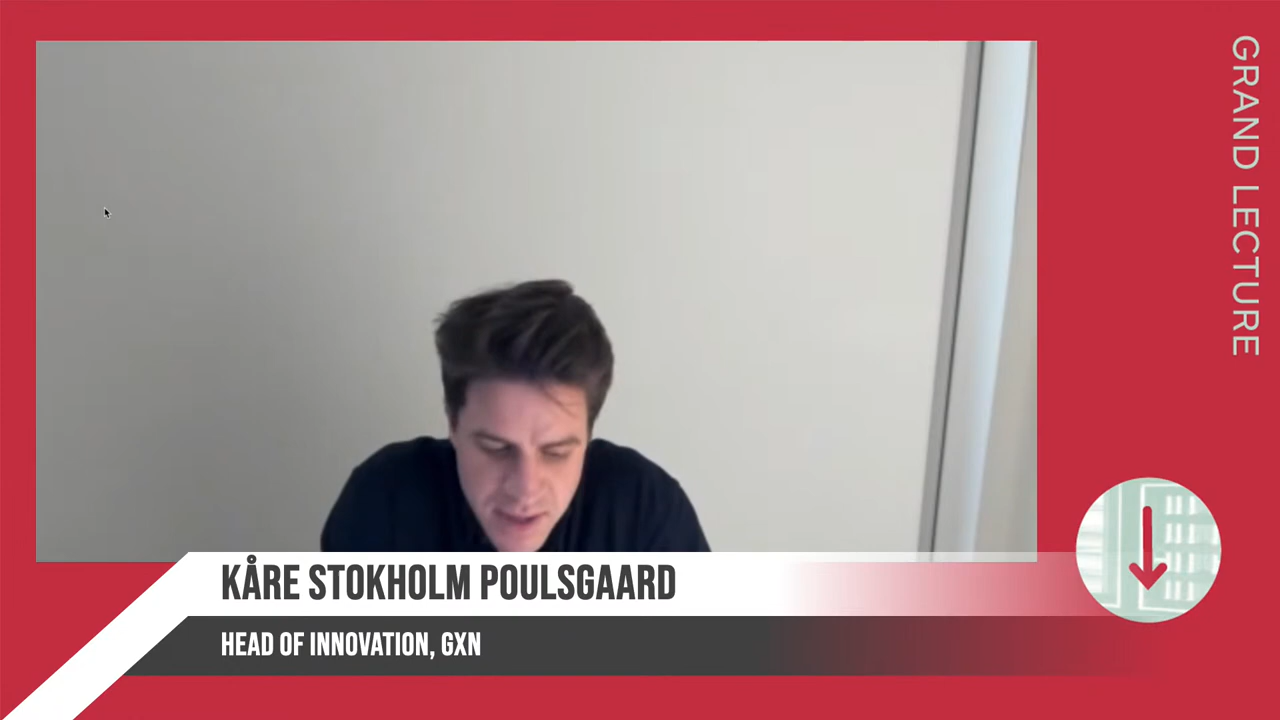 GRAND LECTURE
KÅRE STOKHOLM POULSGAARD
HEAD OF INNOVATION, GXN